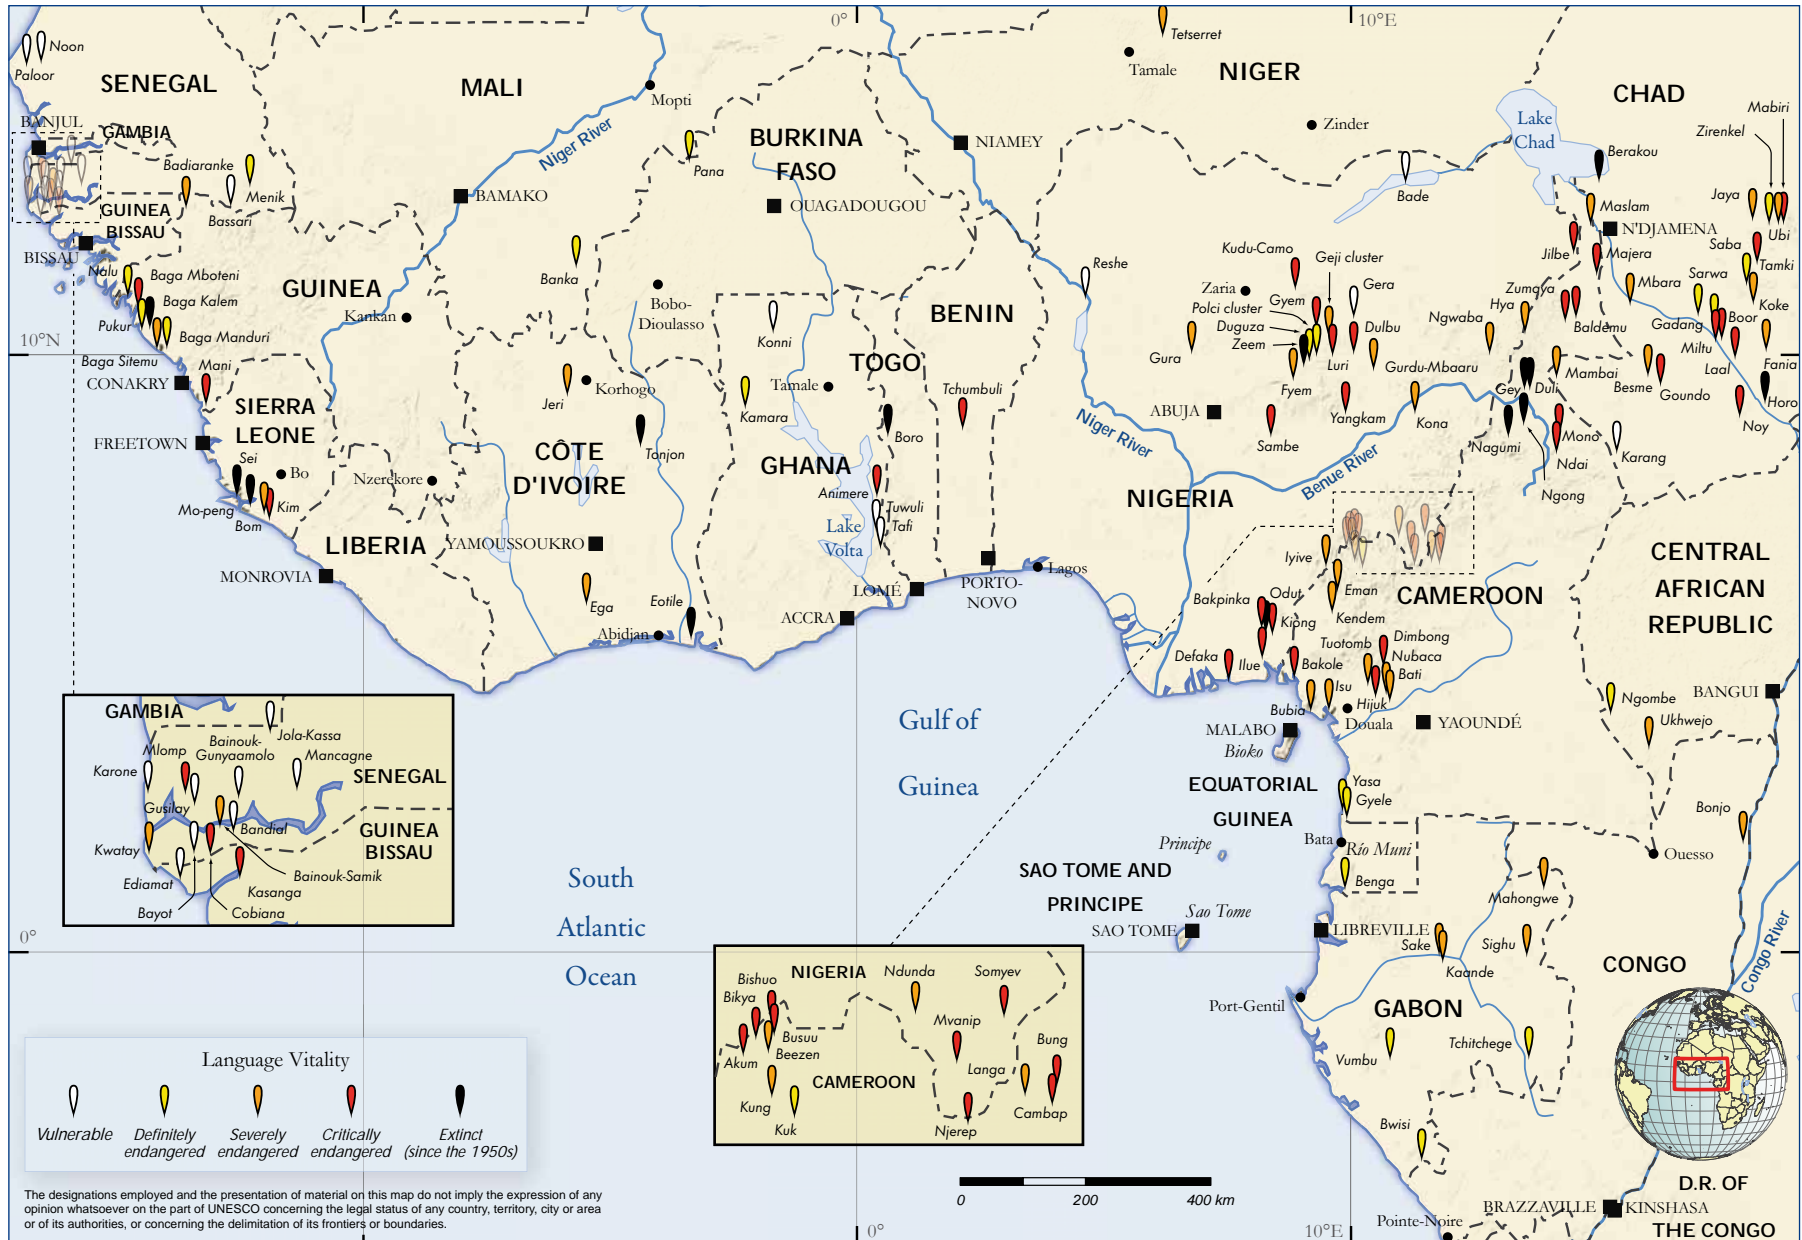 0°
10°E
Noon
Paloor
SENEGAL
MALI
Mopti
Tetserret
Tamale
NIGER
CHAD
Mabiri
Zirenkel
BANJUL
GAMBIA
Niger River
Pana
BURKINA
FASO
NIAMEY
Zinder
Lake
Chad
Berakou
Badiaranke
Menik
Bassari
BAMAKO
OUAGADOUGOU
Bade
Maslam
Jaya
Ubi
GUINEA
BISSAU
BISSAU
N'DJAMENA
Jilbe
Majera
Saba
Tamki
Nalu
Baga Mboteni
Baga Kalem
Pukur
Baga Manduri
Baga Sitemu
GUINEA
Kankan
Banka
Bobo-
Dioulasso
Konni
BENIN
Reshe
Kudu-Camo
Geji cluster
Zaria
Gyem
Gera
Polci cluster
Duguza
Zeem
Dulbu
Gura
Fyem
Luri
Ngwaba
Zumaya
Hya
Baldemu
Mbara
Sarwa
Koke
Gadang
Boor
Miltu
Fania
10°N
CONAKRY
Mani
SIERRA
LEONE
FREETOWN
Sei
Bo
Mo-peng
Bom
Kim
Nzerekore
Jeri
Korhogo
Tonjon
CÔTE
D'IVOIRE
Kamara
Tamale
TOGO
Tchumbuli
Boro
GHANA
Animere
Tuwuli
Tafi
Lake
Volta
ABUJA
Niger River
Sambe
Yangkam
Gurdu-Mbaaru
Kona
Gey
Duli
Mambai
Besme
Goundo
Laal
Horo
Noy
Nagumi
Mono
Ndai
Karang
Ngong
Benue River
NIGERIA
LIBERIA
YAMOUSSOUKRO
MONROVIA
Ega
Eotile
Abidjan
ACCRA
LOMÉ
PORTO-
NOVO
Lagos
Iyive
Eman
Kendem
CAMEROON
CENTRAL
AFRICAN
REPUBLIC
Bakpinka
Odut
Kiong
Defaka
Ilue
Bakole
Tuotomb
Dimbong
Nubaca
Bati
Isu
Hijuk
Bubia
Douala
YAOUNDÉ
MALABO
Bioko
Ngombe
Ukhwejo
BANGUI
GAMBIA
Jola-Kassa
Mlomp
Bainouk-
Gunyaamolo
Mancagne
Karone
SENEGAL
Gusilay
Bandial
GUINEA
BISSAU
Kwatay
Bainouk-Samik
Ediamat
Kasanga
Bayot
Cobiana
Gulf of
Guinea
EQUATORIAL
GUINEA
Yasa
Gyele
Bata
Río Muni
Benga
Principe
SAO TOME AND
PRINCIPE
Sao Tome
SAO TOME
Bonjo
Ouesso
Mahongwe
South
Atlantic
Ocean
0°
LIBREVILLE
Sake
Kaande
Sighu
CONGO
Congo River
Port-Gentil
GABON
Vumbu
Tchitchege
Bwisi
NIGERIA
Bishuo
Bikya
Ndunda
Somyev
Busuu
Beezen
Akum
Mvanip
Bung
Langa
CAMEROON
Kung
Kuk
Njerep
Cambap
Language Vitality
Vulnerable
Definitely
endangered
Severely
endangered
Critically
endangered
Extinct
(since the 1950s)
The designations employed and the presentation of material on this map do not imply the expression of any
opinion whatsoever on the part of UNESCO concerning the legal status of any country, territory, city or area
or of its authorities, or concerning the delimitation of its frontiers or boundaries.
0
200
400 km
0°
10°E
Pointe-Noire
BRAZZAVILLE
KINSHASA
D.R. OF
THE CONGO